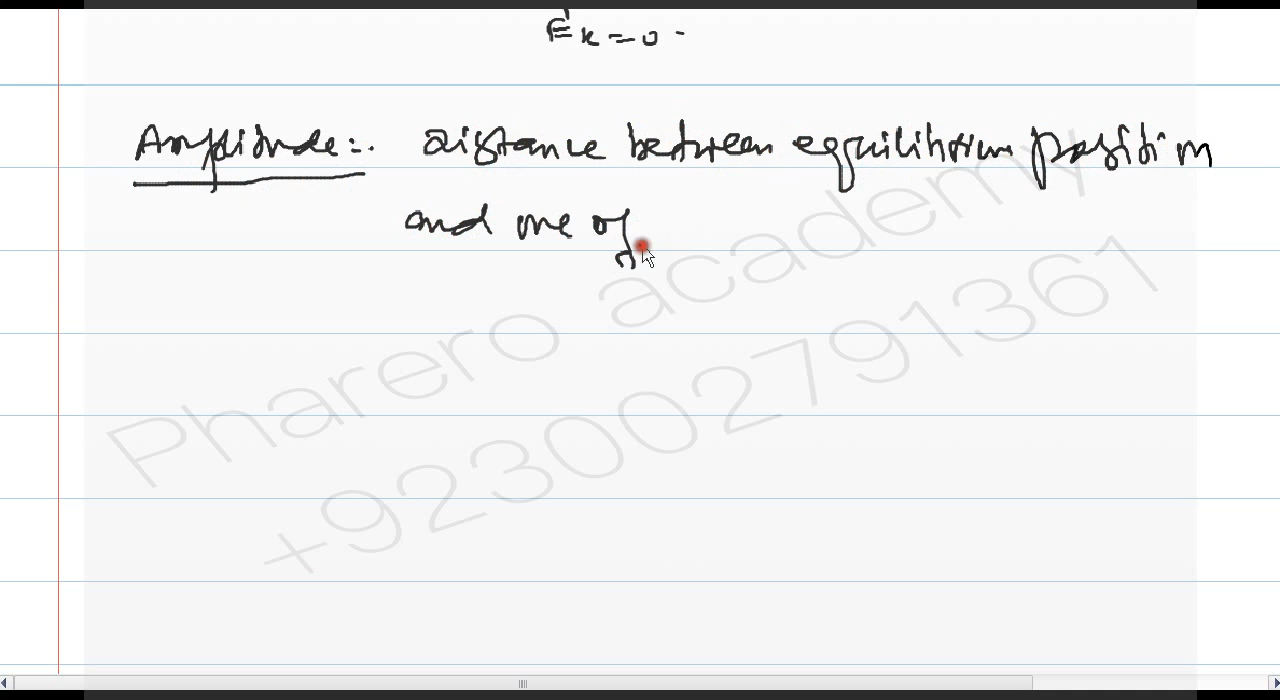 Ek=0.
Amplitude:. distance between equilibrium position
and one of
Pharero academy
+923002791361